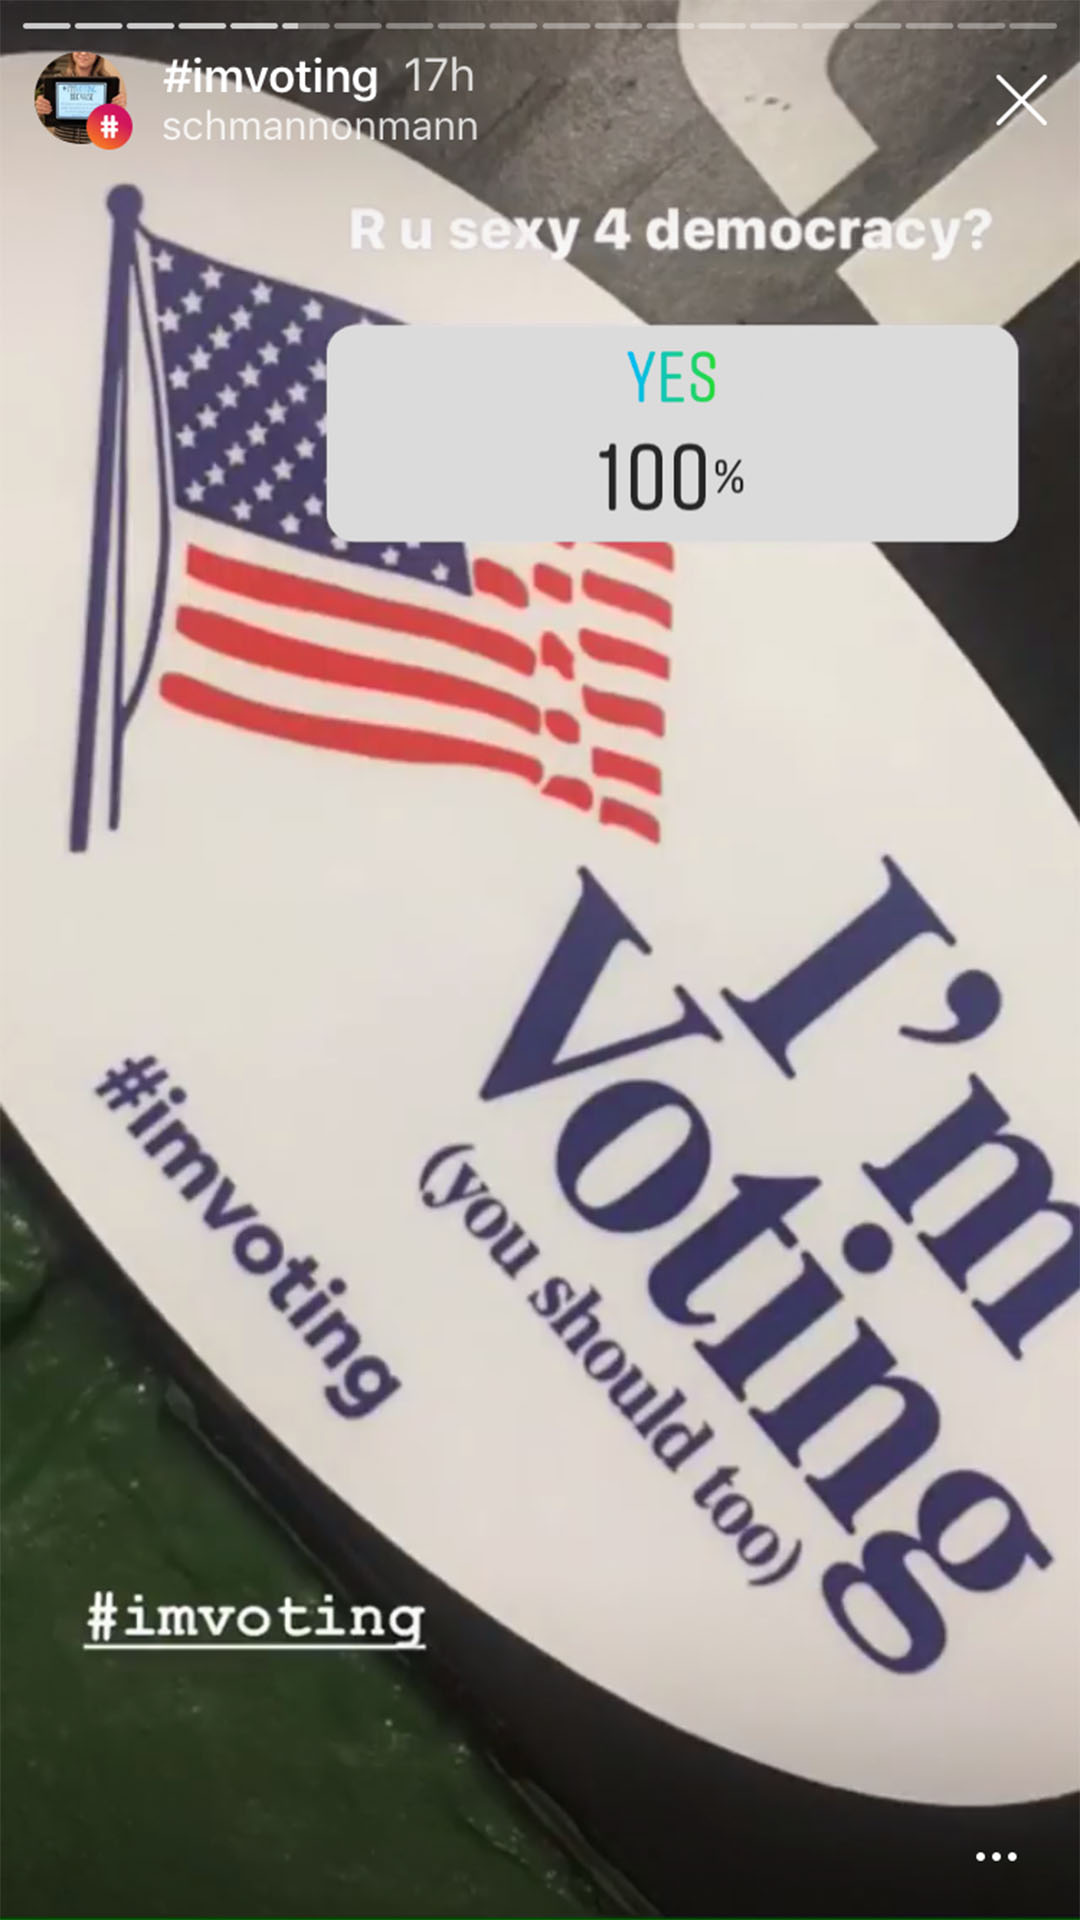 #imvoting 17h
schmannonmann
R u sexy 4 democracy?
YES
100%
I'm
Voting
(you should too)
#imvoting
#imvoting